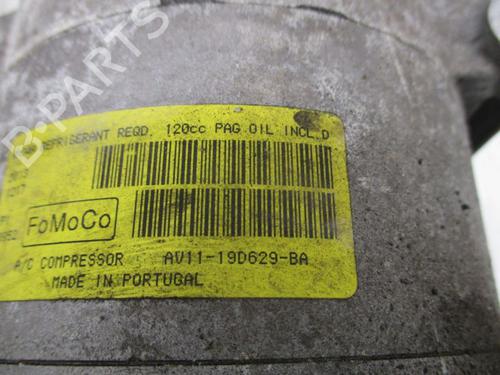 B-PARTS
REFRIGERANT REQD. 120cc PAG OIL INCL.D
FoMoCo
A/C COMPRESSOR AV11-19D629-BA
MADE IN PORTUGAL